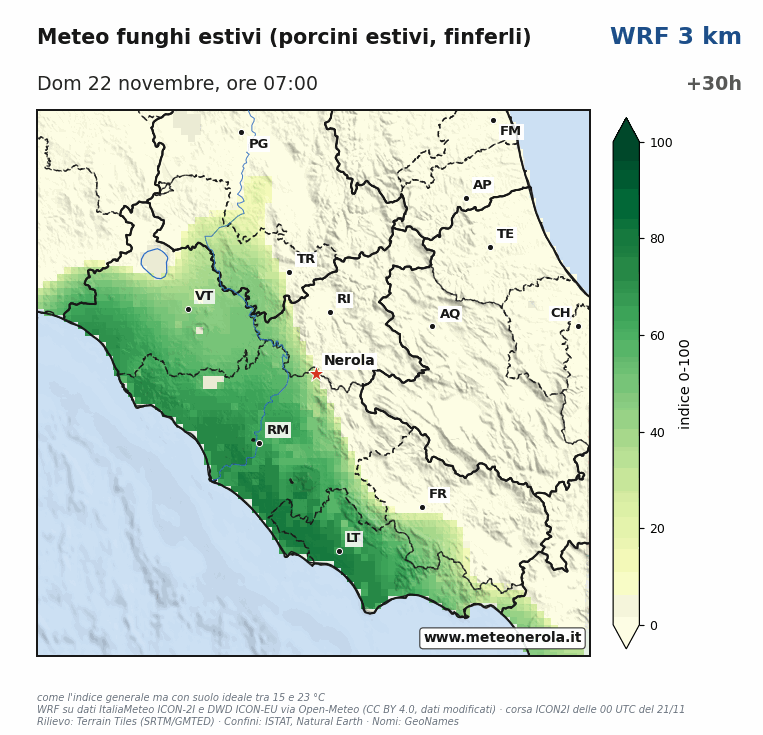 Meteo funghi estivi (porcini estivi, finferli)
WRF 3 km
Dom 22 novembre, ore 07:00
+30h
FM
PG
AP
TE
TR
VT
RI
AQ
CH
Nerola
RM
FR
LT
100
80
60
40
20
0
indice 0-100
www.meteonerola.it
come l'indice generale ma con suolo ideale tra 15 e 23 °C
WRF su dati ItaliaMeteo ICON-2I e DWD ICON-EU via Open-Meteo (CC BY 4.0, dati modificati) · corsa ICON2I delle 00 UTC del 21/11
Rilievo: Terrain Tiles (SRTM/GMTED) · Confini: ISTAT, Natural Earth · Nomi: GeoNames